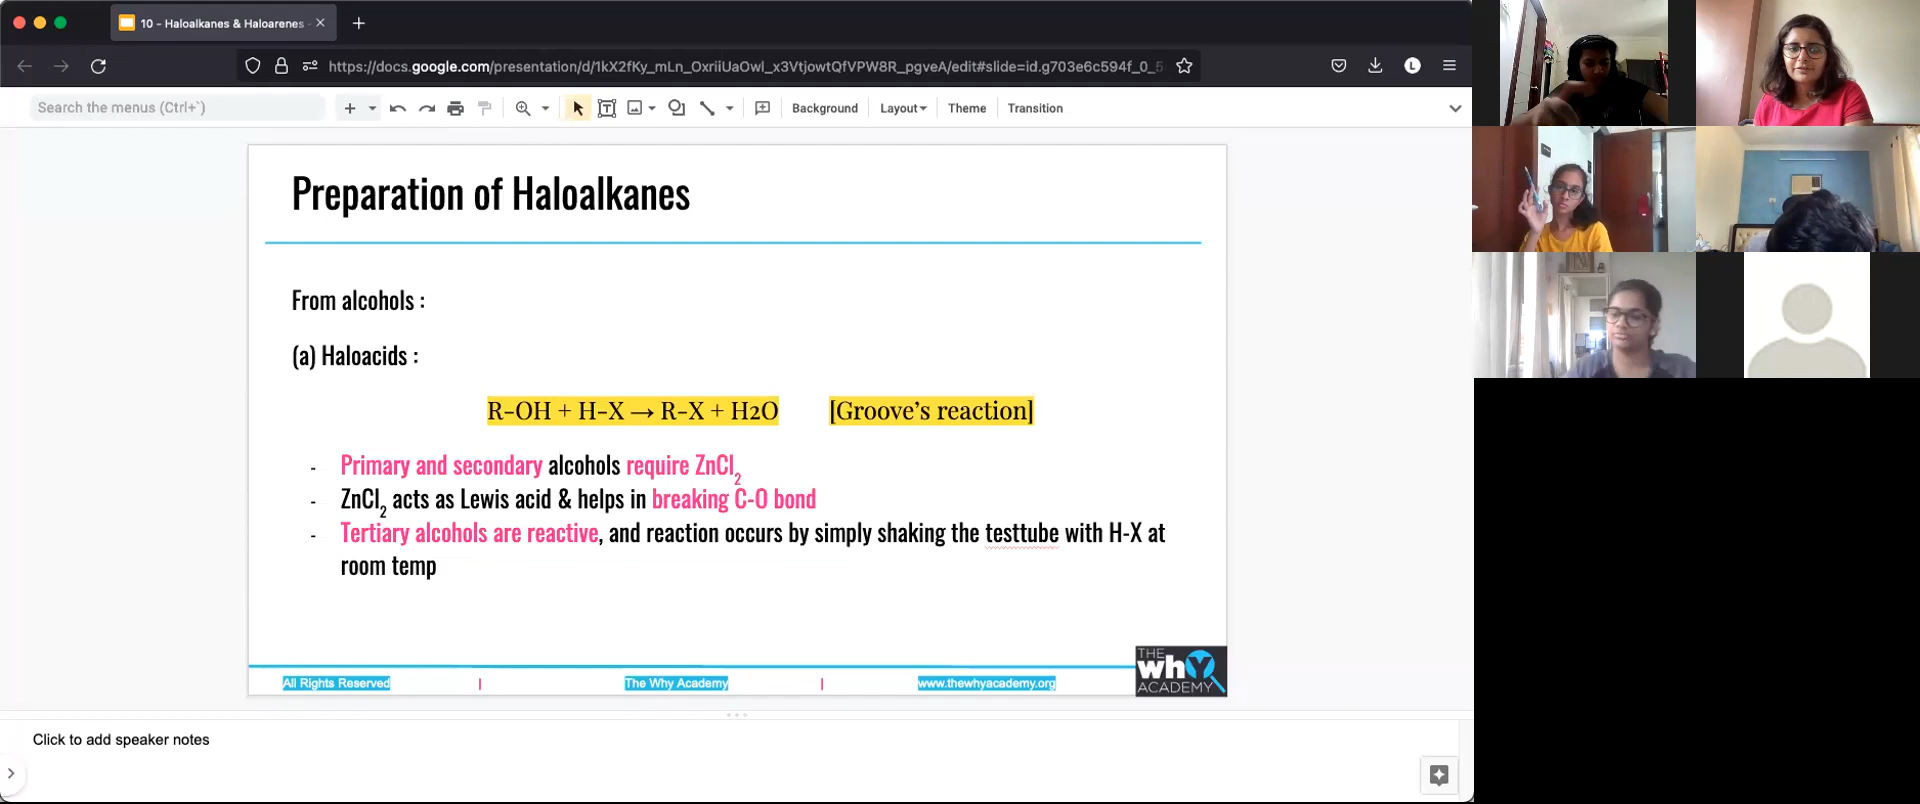 10 - Haloalkanes & Haloarenes -
https://docs.google.com/presentation/d/1kX2fKy_mLn_OxriiUaOwl_x3VtjowtQfVPW8R_pgveA/edit#slide=id.g703e6c594f_0_5
L
Search the menus (Ctrl+`)
Background Layout Theme Transition
Preparation of Haloalkanes
From alcohols :
(a) Haloacids :
R-OH + H-X → R-X + H2O [Groove's reaction]
- Primary and secondary alcohols require ZnCl2
- ZnCl2 acts as Lewis acid & helps in breaking C-O bond
- Tertiary alcohols are reactive, and reaction occurs by simply shaking the testtube with H-X at
room temp
All Rights Reserved | The Why Academy | www.thewhyacademy.org
THE
whY
ACADEMY
Click to add speaker notes